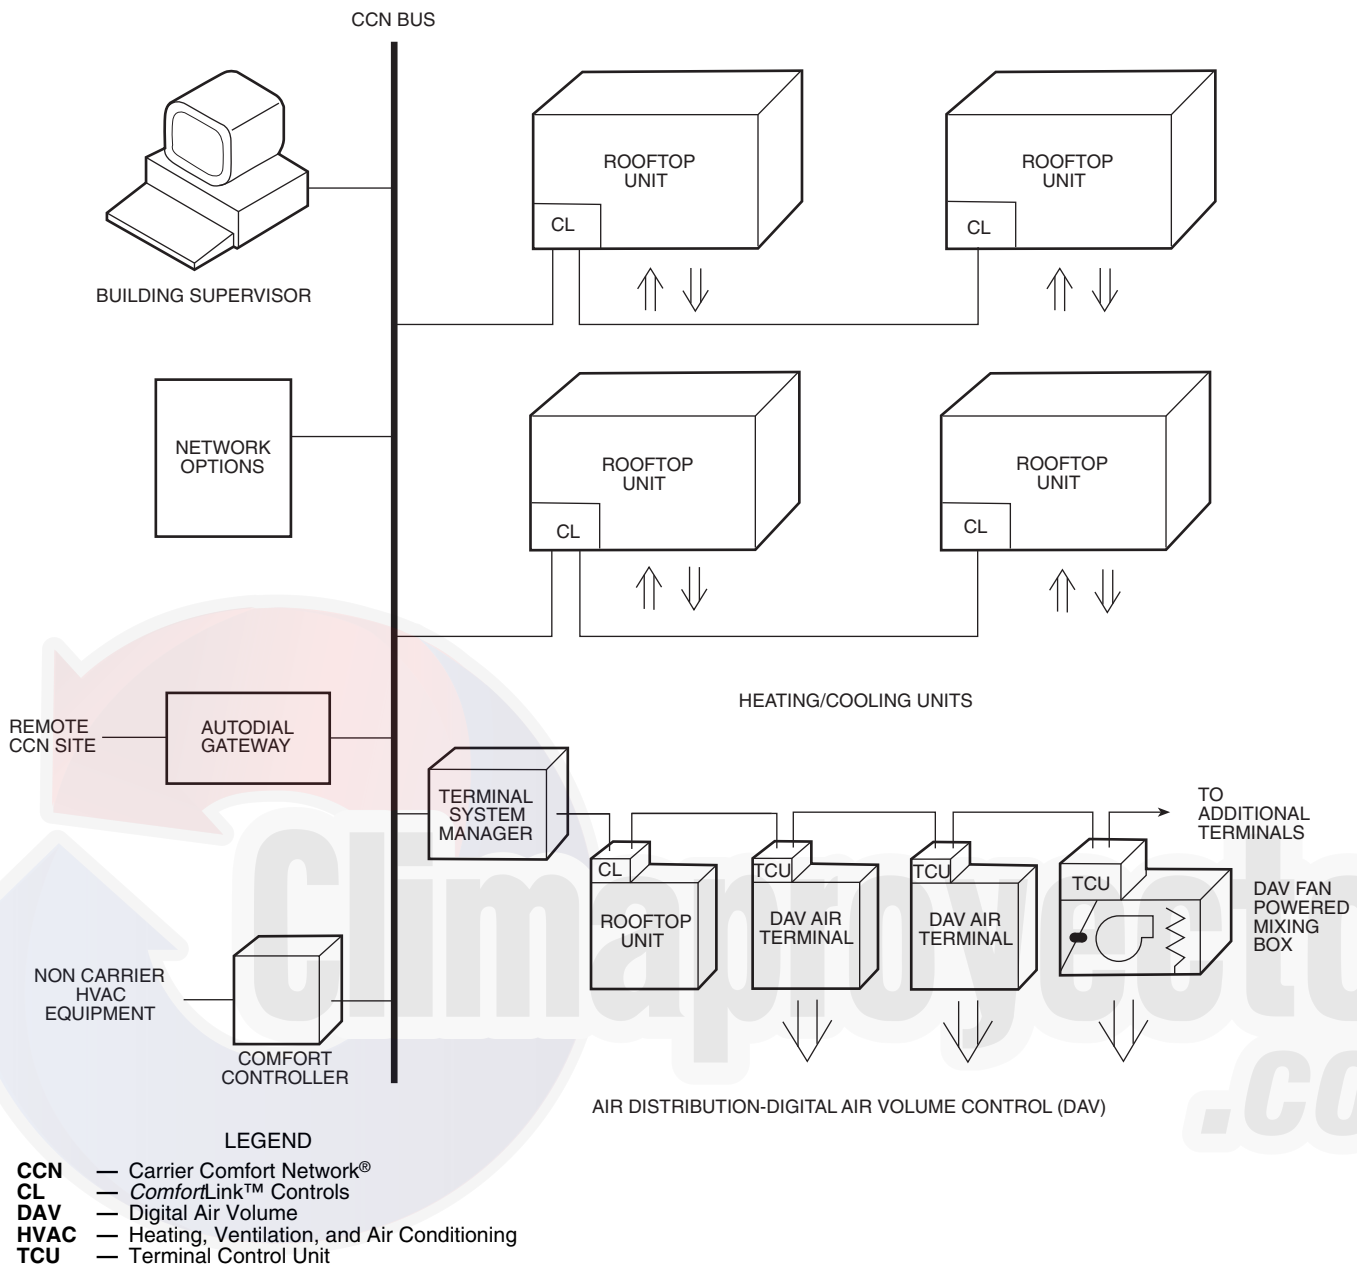 CCN BUS
ROOFTOP
UNIT
CL
ROOFTOP
UNIT
CL
BUILDING SUPERVISOR
NETWORK
OPTIONS
ROOFTOP
UNIT
CL
ROOFTOP
UNIT
CL
HEATING/COOLING UNITS
REMOTE
CCN SITE
AUTODIAL
GATEWAY
TERMINAL
SYSTEM
MANAGER
TO
ADDITIONAL
TERMINALS
CL
ROOFTOP
UNIT
TCU
DAV AIR
TERMINAL
TCU
DAV AIR
TERMINAL
TCU
DAV FAN
POWERED
MIXING
BOX
NON CARRIER
HVAC
EQUIPMENT
COMFORT
CONTROLLER
AIR DISTRIBUTION-DIGITAL AIR VOLUME CONTROL (DAV)
LEGEND
CCN — Carrier Comfort Network®
CL — ComfortLink™ Controls
DAV — Digital Air Volume
HVAC — Heating, Ventilation, and Air Conditioning
TCU — Terminal Control Unit
Climaproyecto
.co